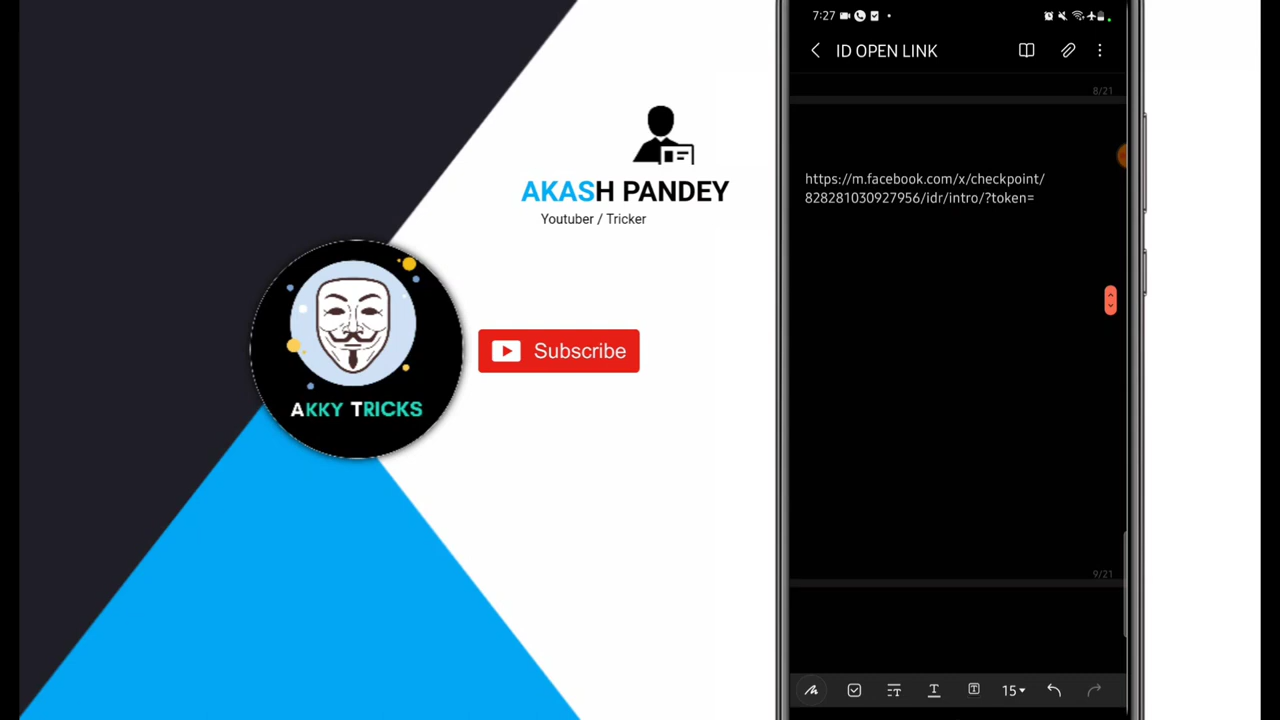 7:27
ID OPEN LINK
8/21
https://m.facebook.com/x/checkpoint/
828281030927956/idr/intro/?token=
AKASH PANDEY
Youtuber / Tricker
Subscribe
AKKY TRICKS
9/21
15